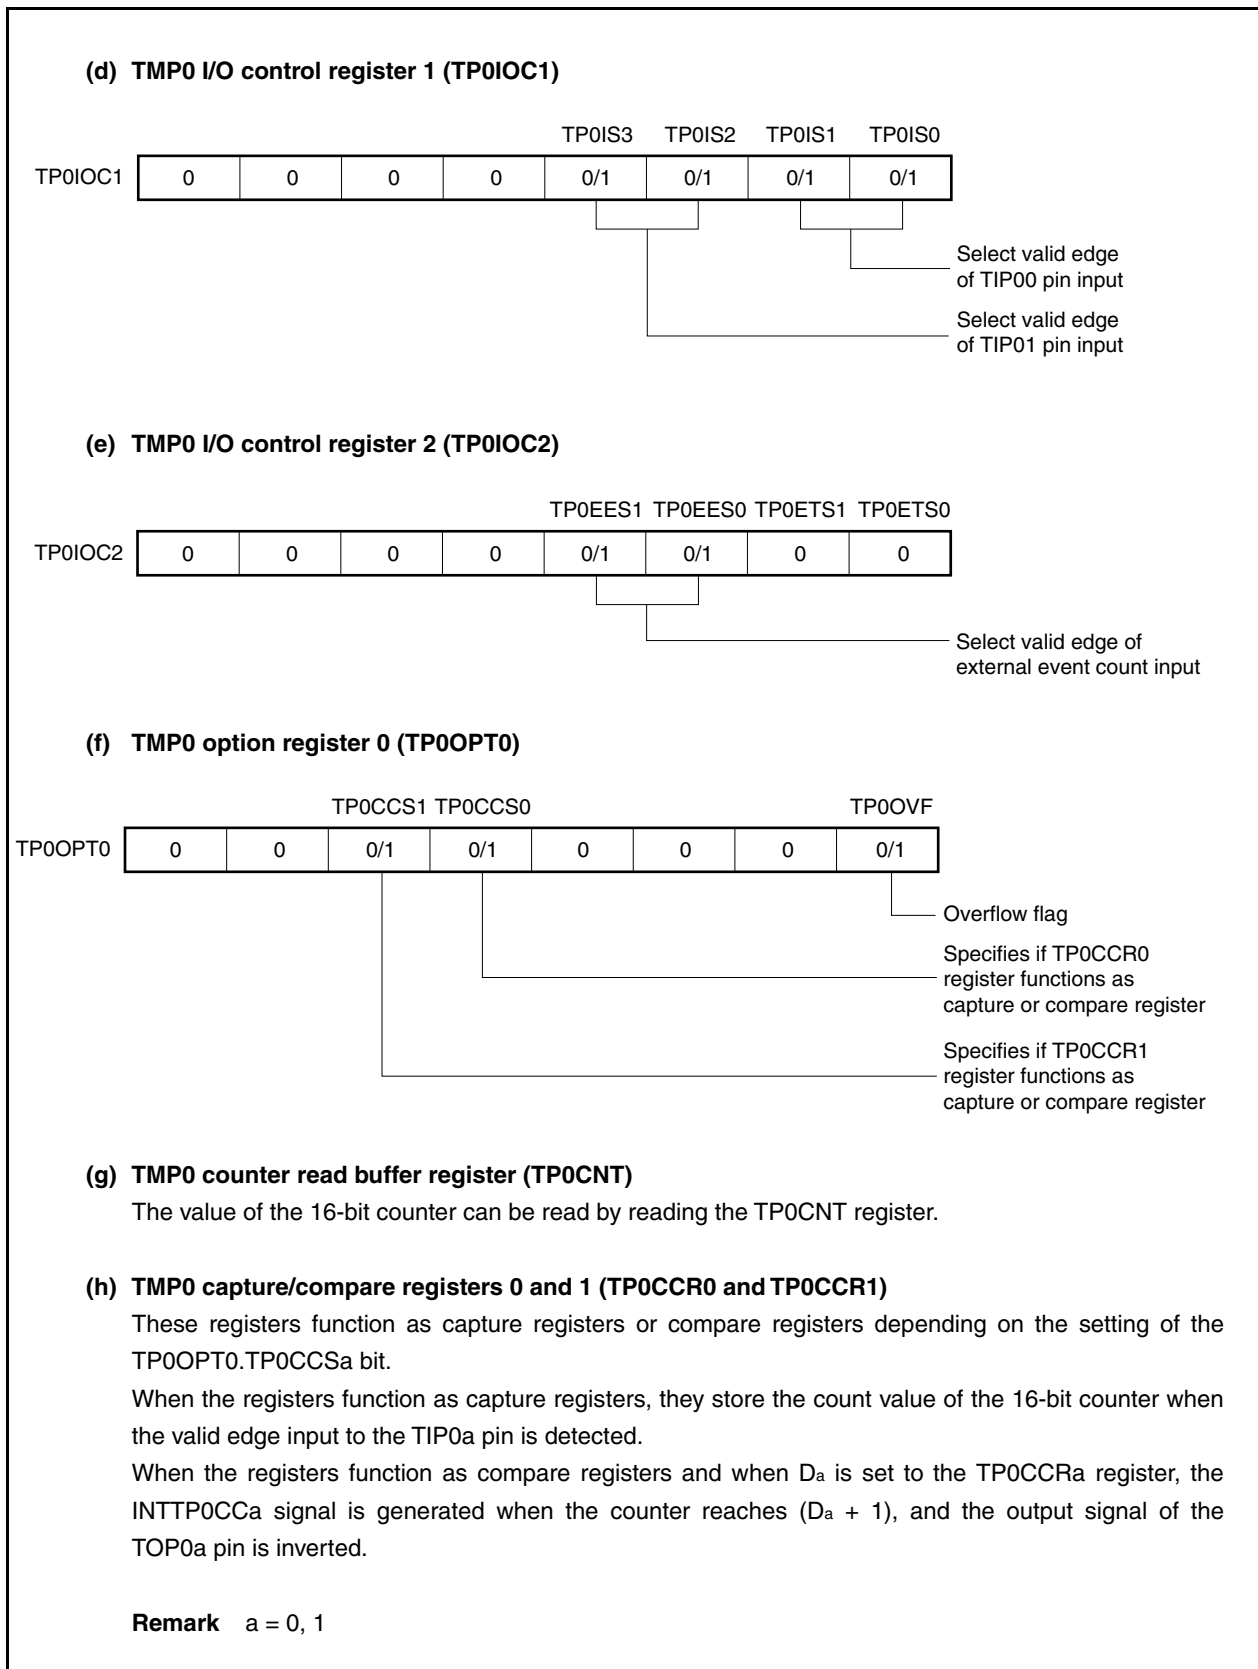 (d) TMP0 I/O control register 1 (TP0IOC1)
TP0IS3 TP0IS2 TP0IS1 TP0IS0
TP0IOC1 0 0 0 0 0/1 0/1 0/1 0/1
Select valid edge
of TIP00 pin input
Select valid edge
of TIP01 pin input
(e) TMP0 I/O control register 2 (TP0IOC2)
TP0EES1 TP0EES0 TP0ETS1 TP0ETS0
TP0IOC2 0 0 0 0 0/1 0/1 0 0
Select valid edge of
external event count input
(f) TMP0 option register 0 (TP0OPT0)
TP0CCS1 TP0CCS0 TP0OVF
TP0OPT0 0 0 0/1 0/1 0 0 0 0/1
Overflow flag
Specifies if TP0CCR0
register functions as
capture or compare register
Specifies if TP0CCR1
register functions as
capture or compare register
(g) TMP0 counter read buffer register (TP0CNT)
The value of the 16-bit counter can be read by reading the TP0CNT register.
(h) TMP0 capture/compare registers 0 and 1 (TP0CCR0 and TP0CCR1)
These registers function as capture registers or compare registers depending on the setting of the
TP0OPT0.TP0CCSa bit.
When the registers function as capture registers, they store the count value of the 16-bit counter when
the valid edge input to the TIP0a pin is detected.
When the registers function as compare registers and when Da is set to the TP0CCRa register, the
INTTP0CCa signal is generated when the counter reaches (Da + 1), and the output signal of the
TOP0a pin is inverted.
Remark a = 0, 1